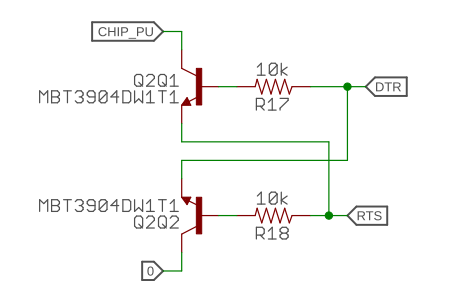 CHIP_PU
10k
Q2Q1
DTR
MBT3904DW1T1
R17
10k
MBT3904DW1T1
Q2Q2
RTS
R18
0